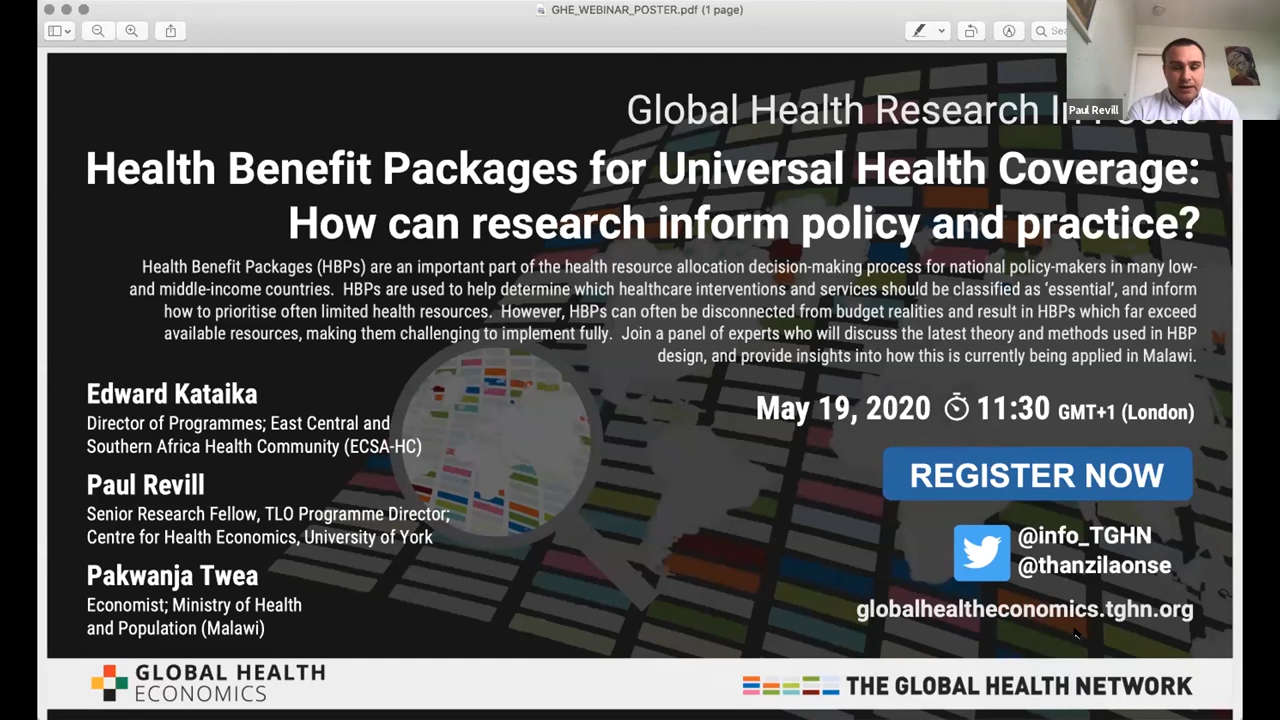 GHE_WEBINAR_POSTER.pdf (1 page)
Paul Revill
Global Health Research In Focus
Health Benefit Packages for Universal Health Coverage:
How can research inform policy and practice?
Health Benefit Packages (HBPs) are an important part of the health resource allocation decision-making process for national policy-makers in many low-
and middle-income countries. HBPs are used to help determine which healthcare interventions and services should be classified as ‘essential’, and inform
how to prioritise often limited health resources. However, HBPs can often be disconnected from budget realities and result in HBPs which far exceed
available resources, making them challenging to implement fully. Join a panel of experts who will discuss the latest theory and methods used in HBP
design, and provide insights into how this is currently being applied in Malawi.
Edward Kataika
Director of Programmes; East Central and
Southern Africa Health Community (ECSA-HC)
Paul Revill
Senior Research Fellow, TLO Programme Director;
Centre for Health Economics, University of York
Pakwanja Twea
Economist; Ministry of Health
and Population (Malawi)
May 19, 2020 11:30 GMT+1 (London)
REGISTER NOW
@info_TGHN
@thanzilaonse
globalhealtheconomics.tghn.org
GLOBAL HEALTH
ECONOMICS
THE GLOBAL HEALTH NETWORK